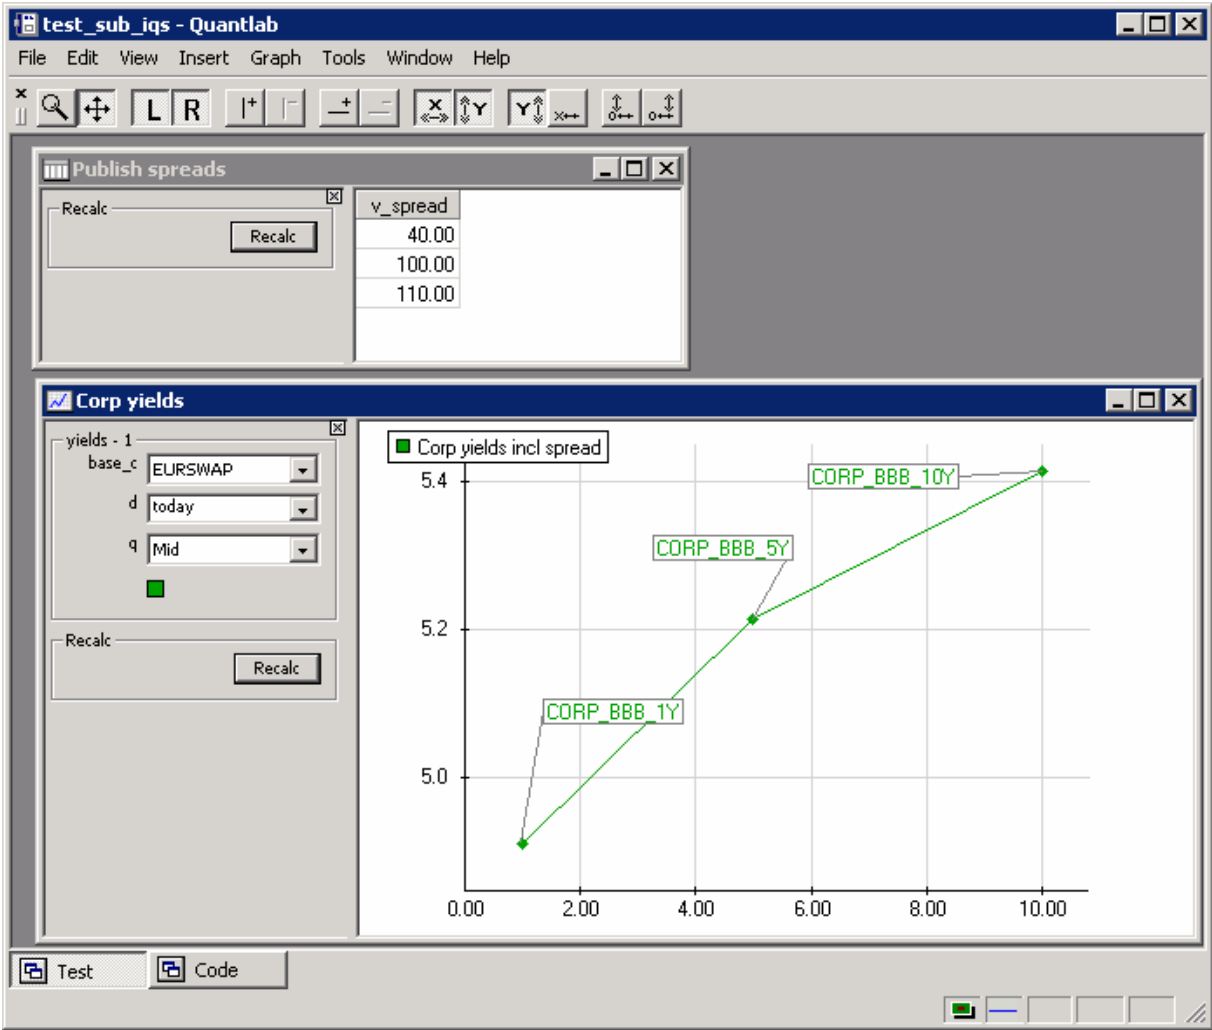 test_sub_iqs - Quantlab
File Edit View Insert Graph Tools Window Help
L R X Y Y X o o
Publish spreads
Recalc
Recalc
v_spread
40.00
100.00
110.00
Corp yields
yields - 1
base_c EURSWAP
d today
q Mid
Recalc
Recalc
Corp yields incl spread
5.4
5.2
5.0
CORP_BBB_10Y
CORP_BBB_5Y
CORP_BBB_1Y
0.00 2.00 4.00 6.00 8.00 10.00
Test Code